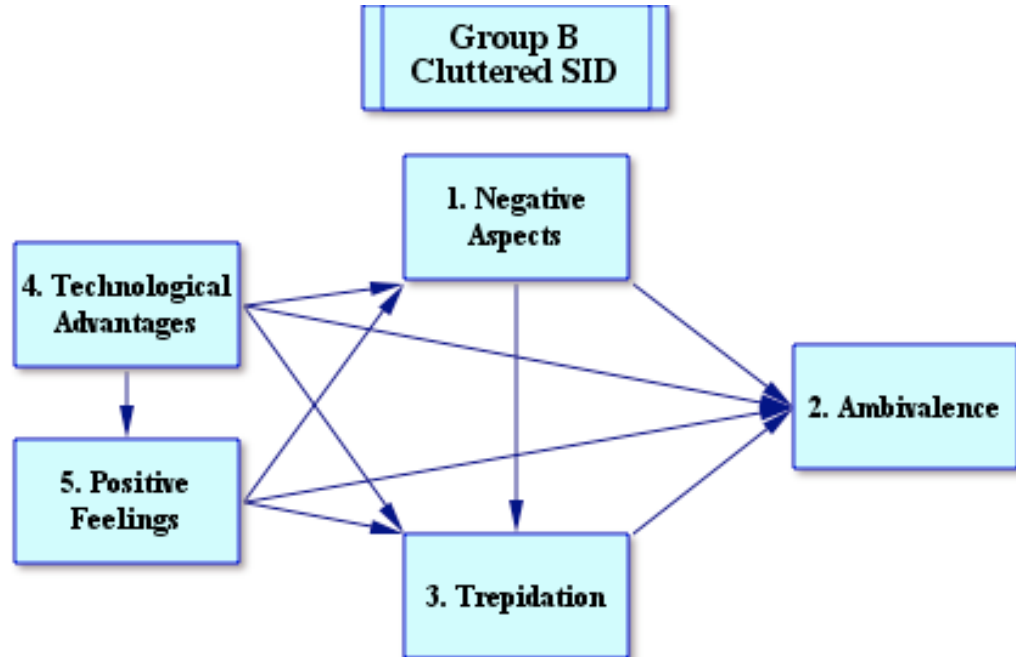 Group B
Cluttered SID
1. Negative
Aspects
4. Technological
Advantages
2. Ambivalence
5. Positive
Feelings
3. Trepidation